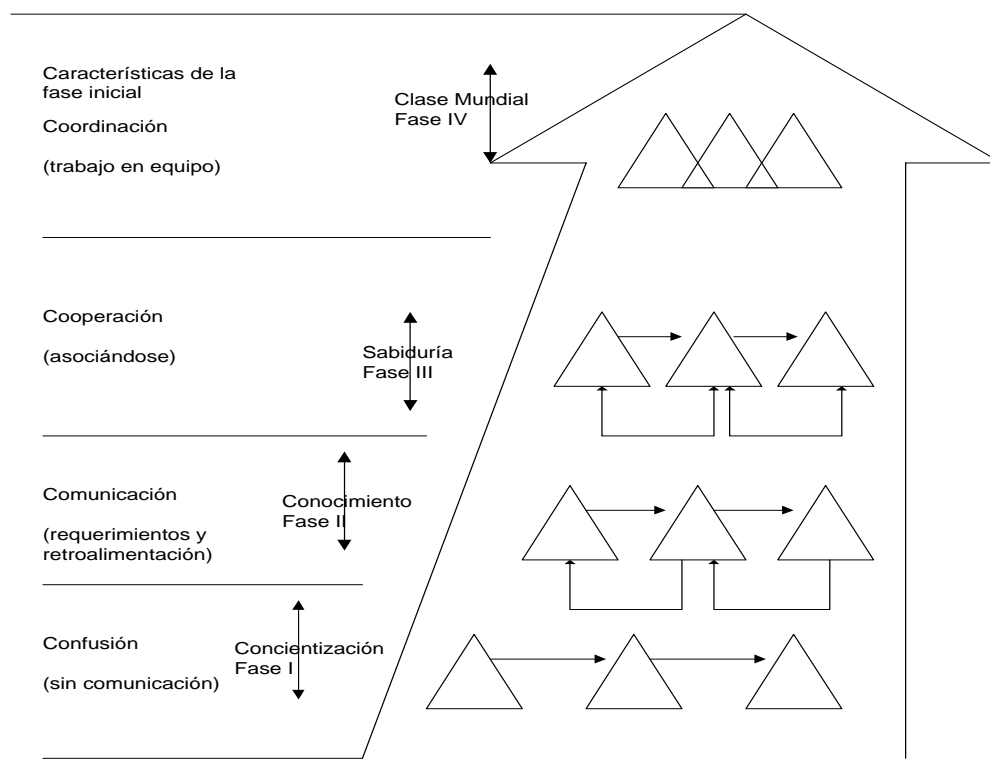 Características de la
fase inicial
Coordinación
(trabajo en equipo)
Clase Mundial
Fase IV
Cooperación
(asociándose)
Sabiduría
Fase III
Comunicación
(requerimientos y
retroalimentación)
Conocimiento
Fase II
Confusión
(sin comunicación)
Concientización
Fase I